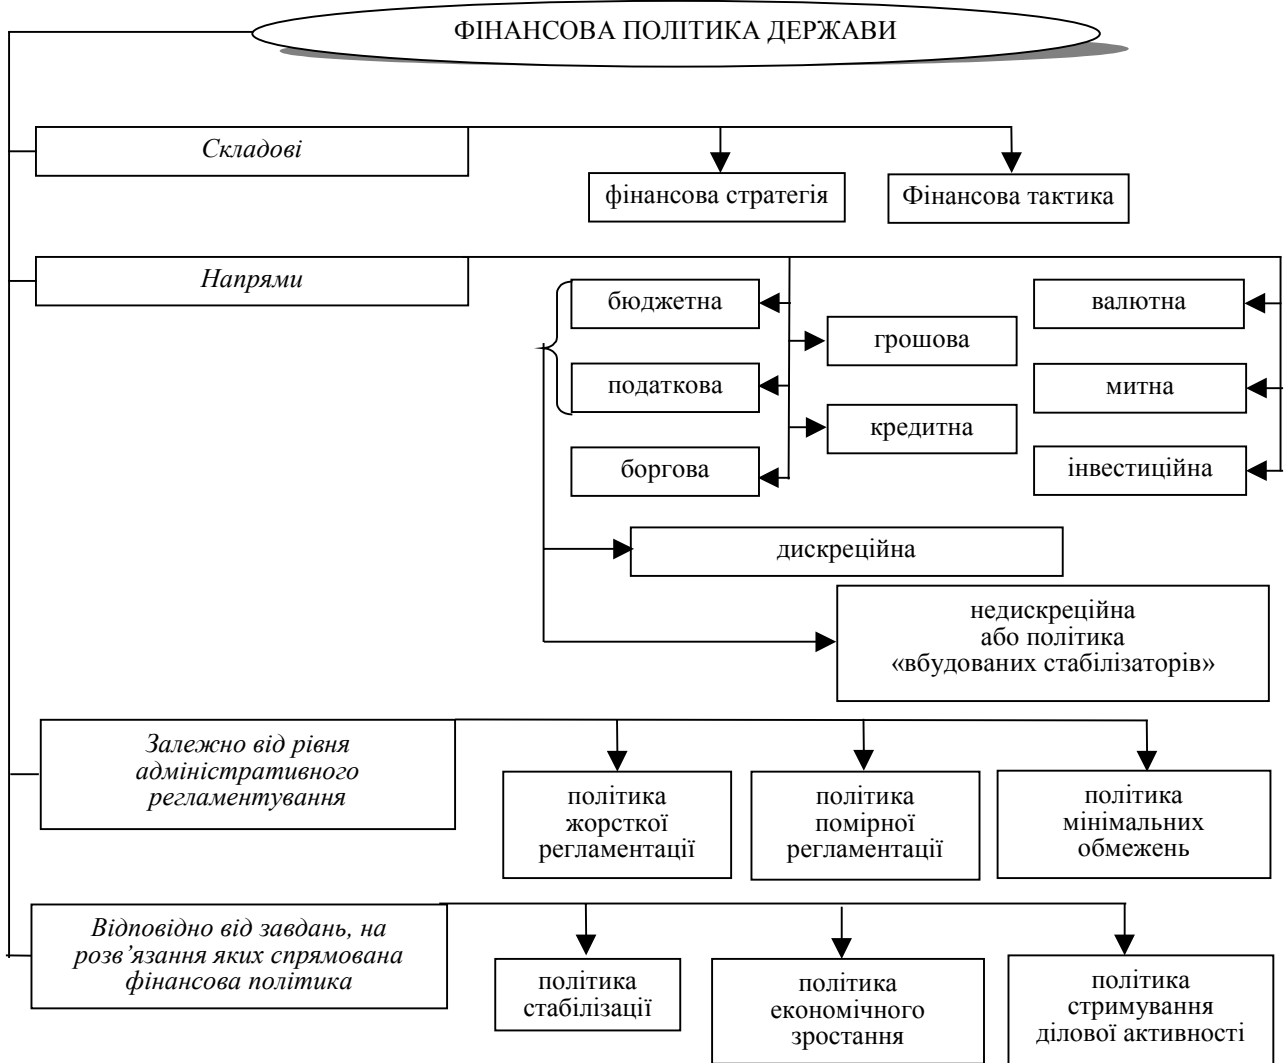 ФІНАНСОВА ПОЛІТИКА ДЕРЖАВИ
Складові
фінансова стратегія
Фінансова тактика
Напрями
бюджетна
валютна
грошова
податкова
митна
кредитна
боргова
інвестиційна
дискреційна
недискреційна
або політика
«вбудованих стабілізаторів»
Залежно від рівня
адміністративного
регламентування
політика
жорсткої
регламентації
політика
помірної
регламентації
політика
мінімальних
обмежень
Відповідно від завдань, на
розв’язання яких спрямована
фінансова політика
політика
стабілізації
політика
економічного
зростання
політика
стримування
ділової активності